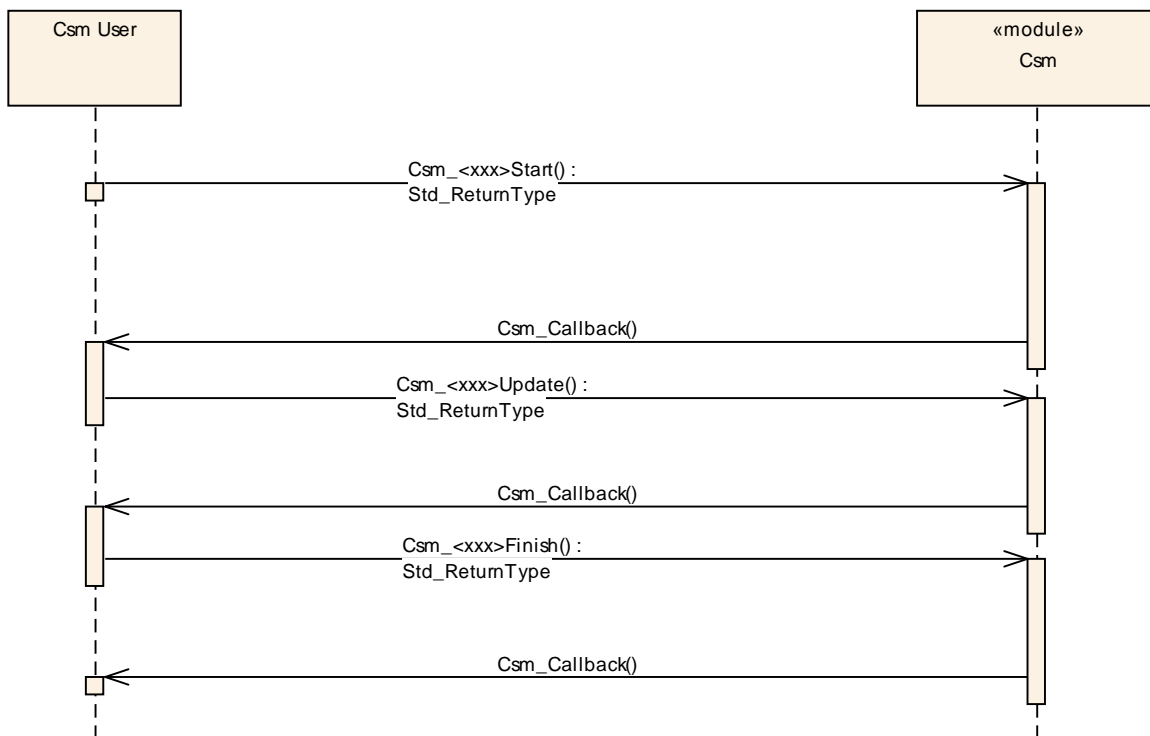 Csm User
«module»
Csm
Csm_<xxx>Start() :
Std_ReturnType
Csm_Callback()
Csm_<xxx>Update() :
Std_ReturnType
Csm_Callback()
Csm_<xxx>Finish() :
Std_ReturnType
Csm_Callback()